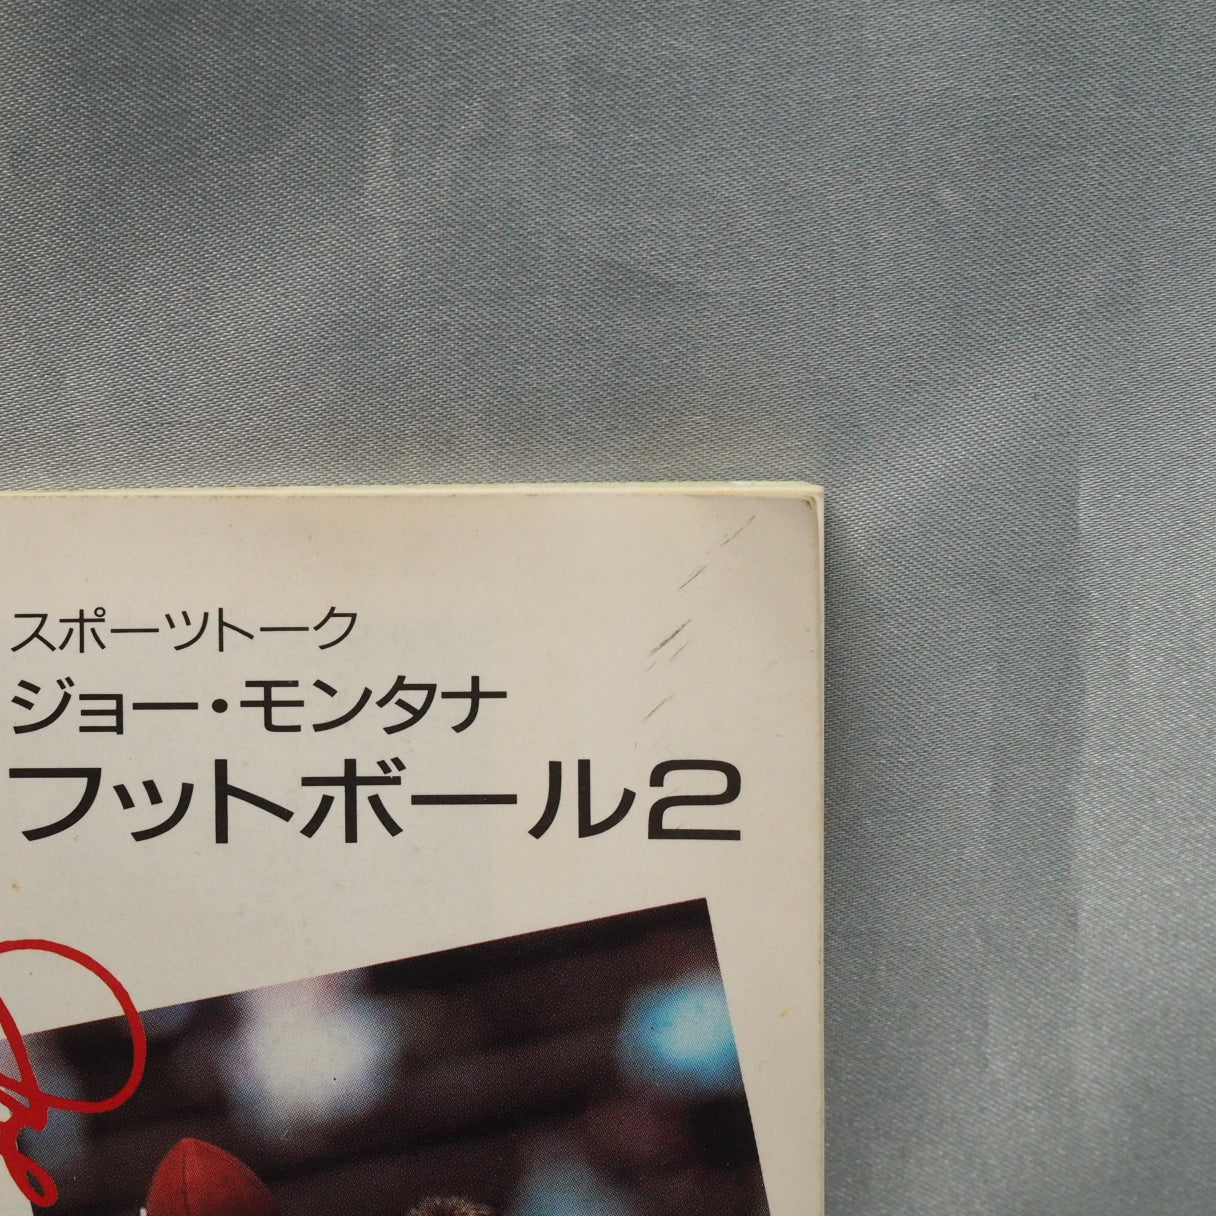 スポーツトーク
ジョー・モンタナ
フットボール2